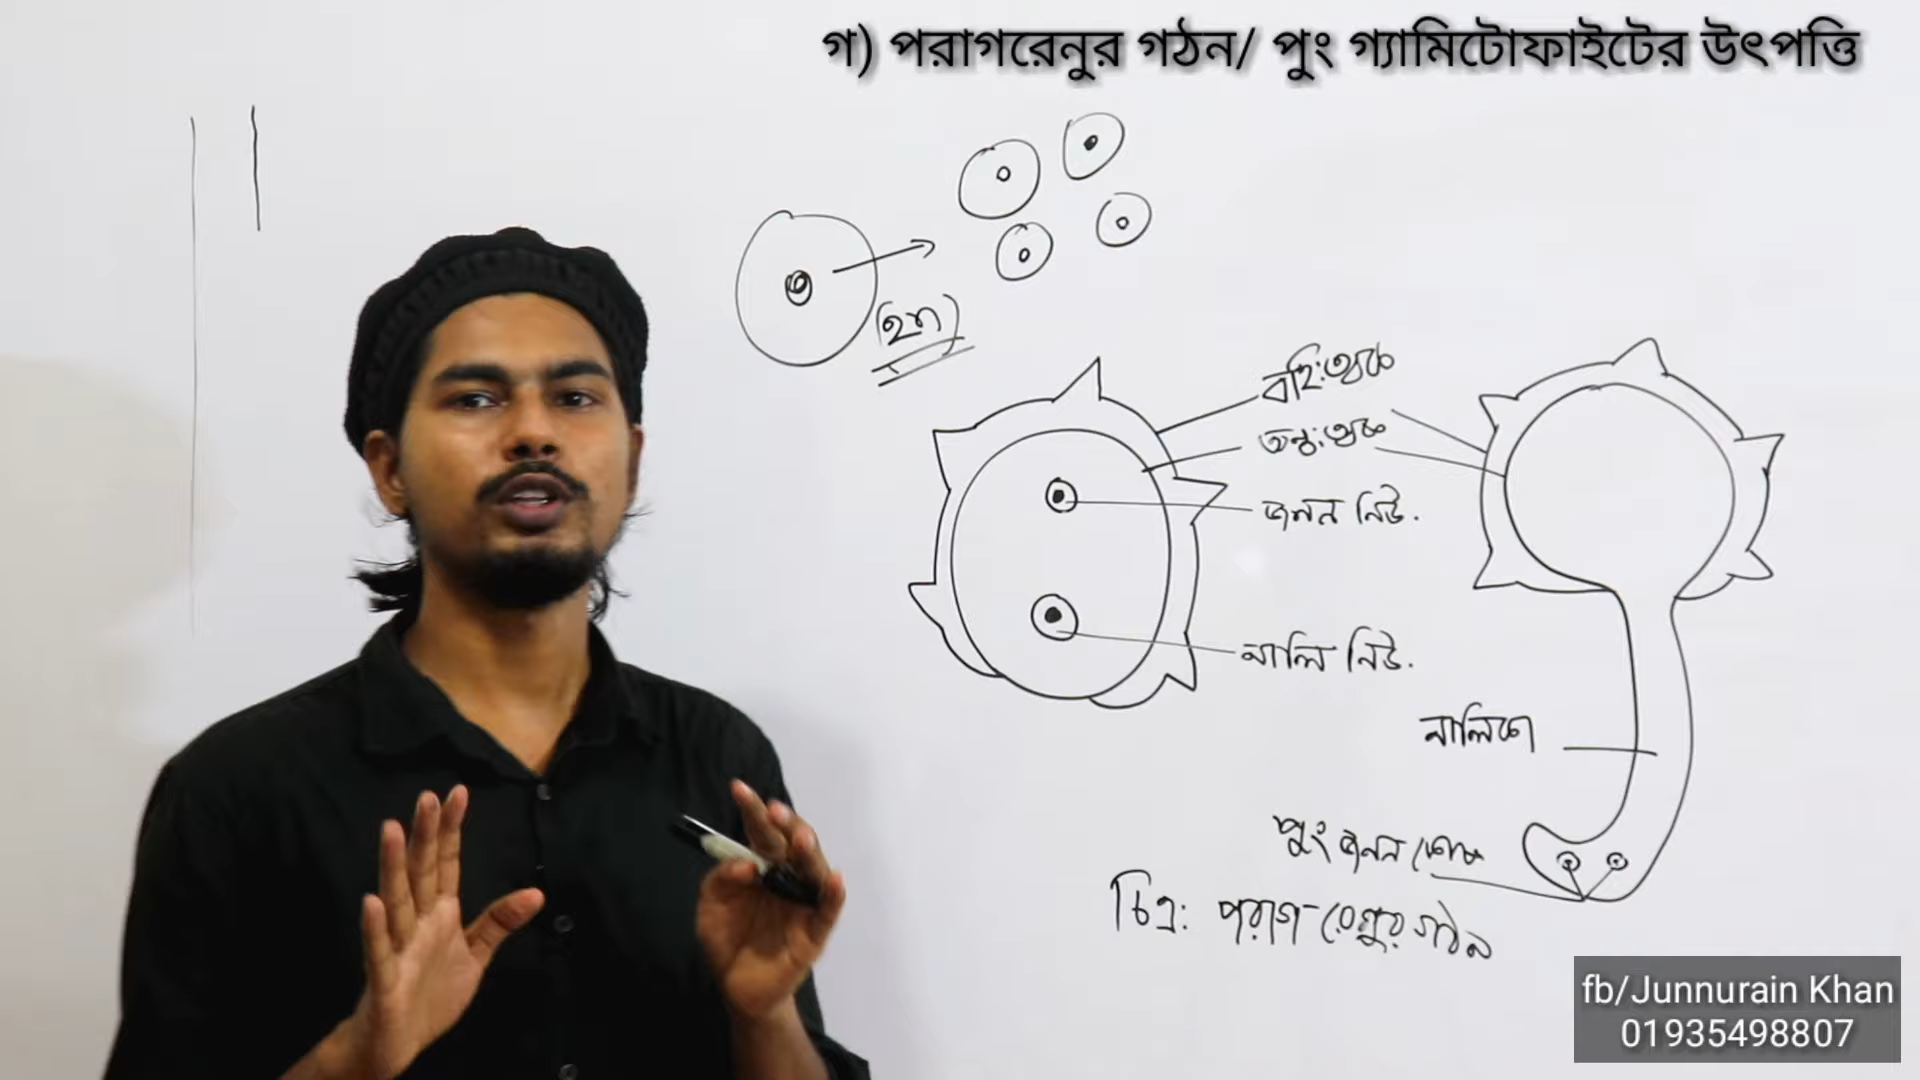 গ) পরাগরেনুর গঠন/ পুং গ্যামিটোফাইটের উৎপত্তি
বহিঃত্বক
অন্তঃত্বক
জনন নিউ.
নালি নিউ.
পুং জনন কোষ
চিত্র: পরাগ-রেণুর গঠন
fb/Junnurain Khan
01935498807